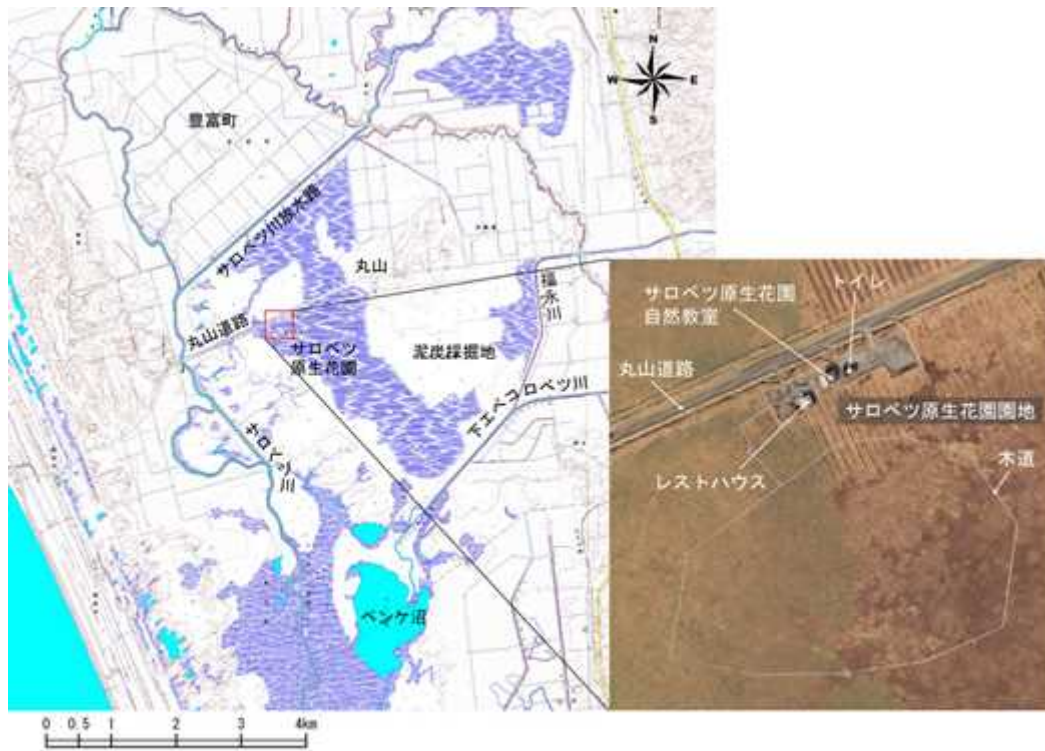 N
W E
S
豊富町
サロベツ川放水路
丸山
福永川
丸山道路
サロベツ
原生花園
泥炭採掘地
下エベコロベツ川
サロベツ川
ペンケ沼
0 0.5 1 2 3 4km
トイレ
サロベツ原生花園
自然教室
丸山道路
サロベツ原生花園園地
木道
レストハウス